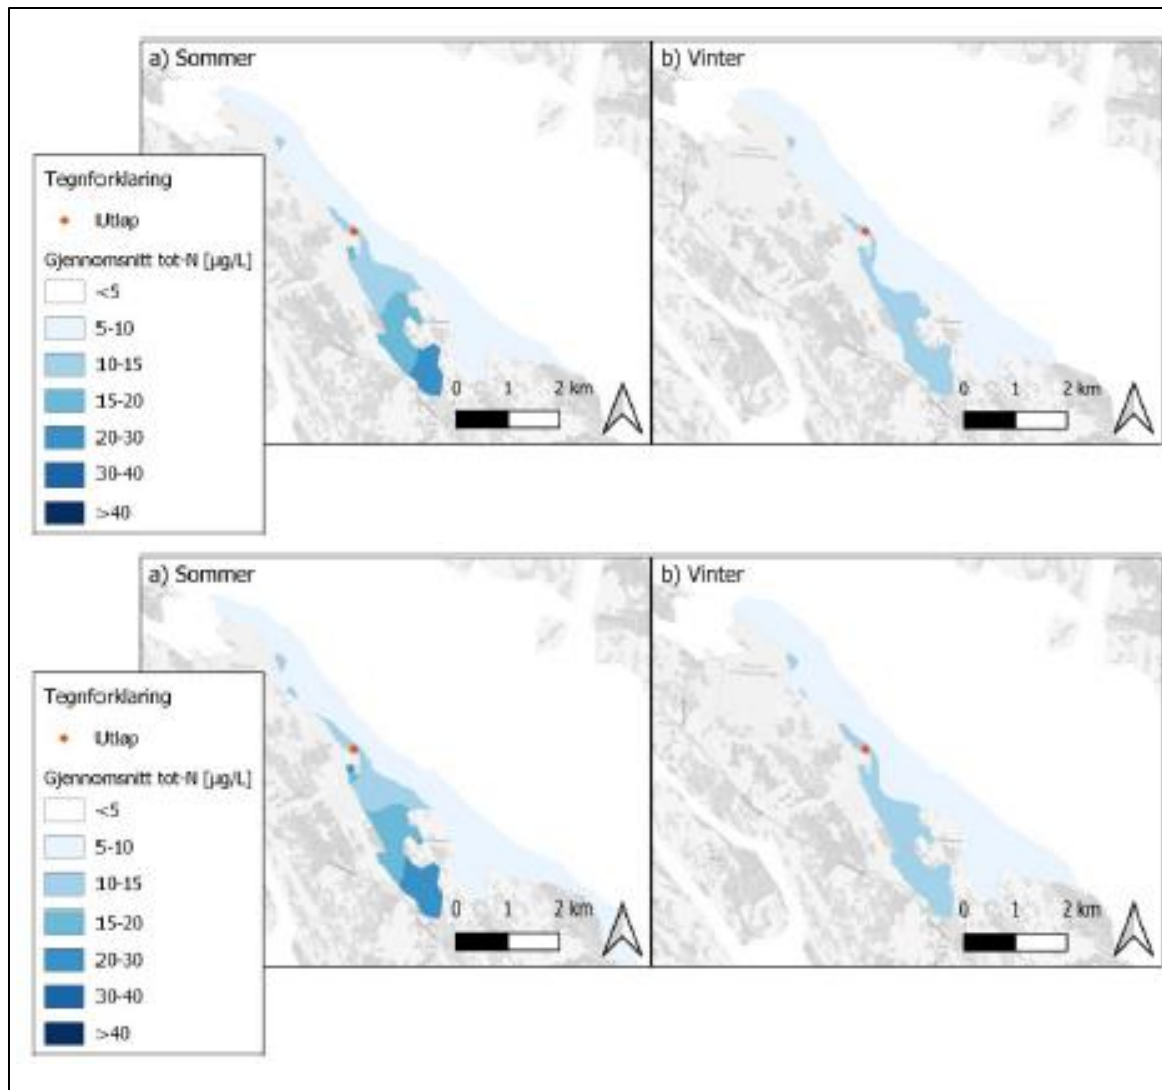 a) Sommer
b) Vinter
Tegnforklaring
Utløp
Gjennomsnitt tot-N [µg/L]
<5
5-10
10-15
15-20
20-30
30-40
>40
0 1 2 km
0 1 2 km
a) Sommer
b) Vinter
Tegnforklaring
Utløp
Gjennomsnitt tot-N [µg/L]
<5
5-10
10-15
15-20
20-30
30-40
>40
0 1 2 km
0 1 2 km